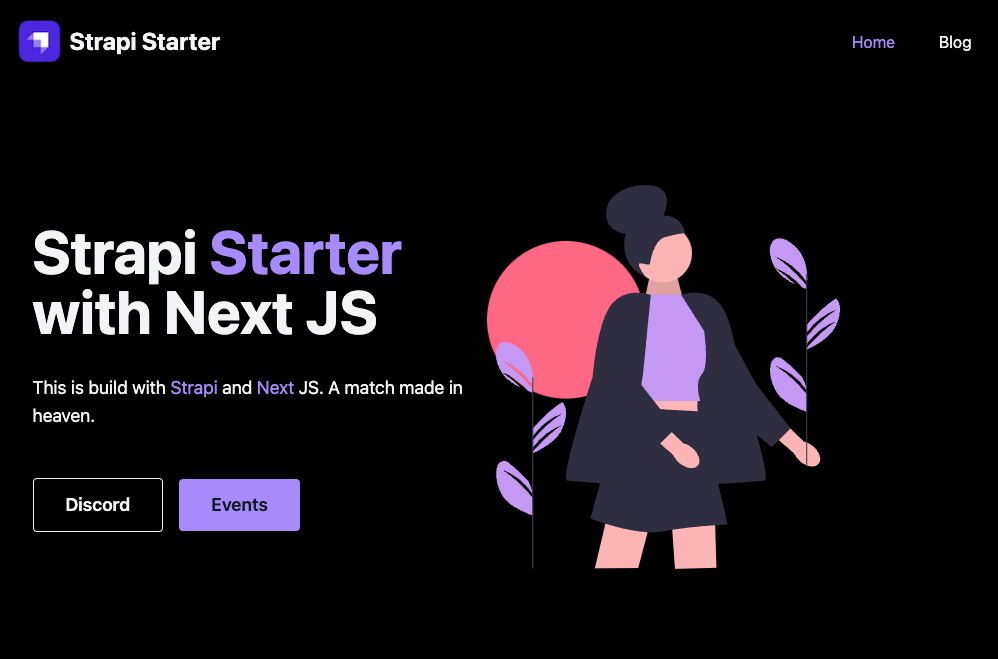 Strapi Starter
Home
Blog
Strapi Starter
with Next JS
This is build with Strapi and Next JS. A match made in
heaven.
Discord
Events